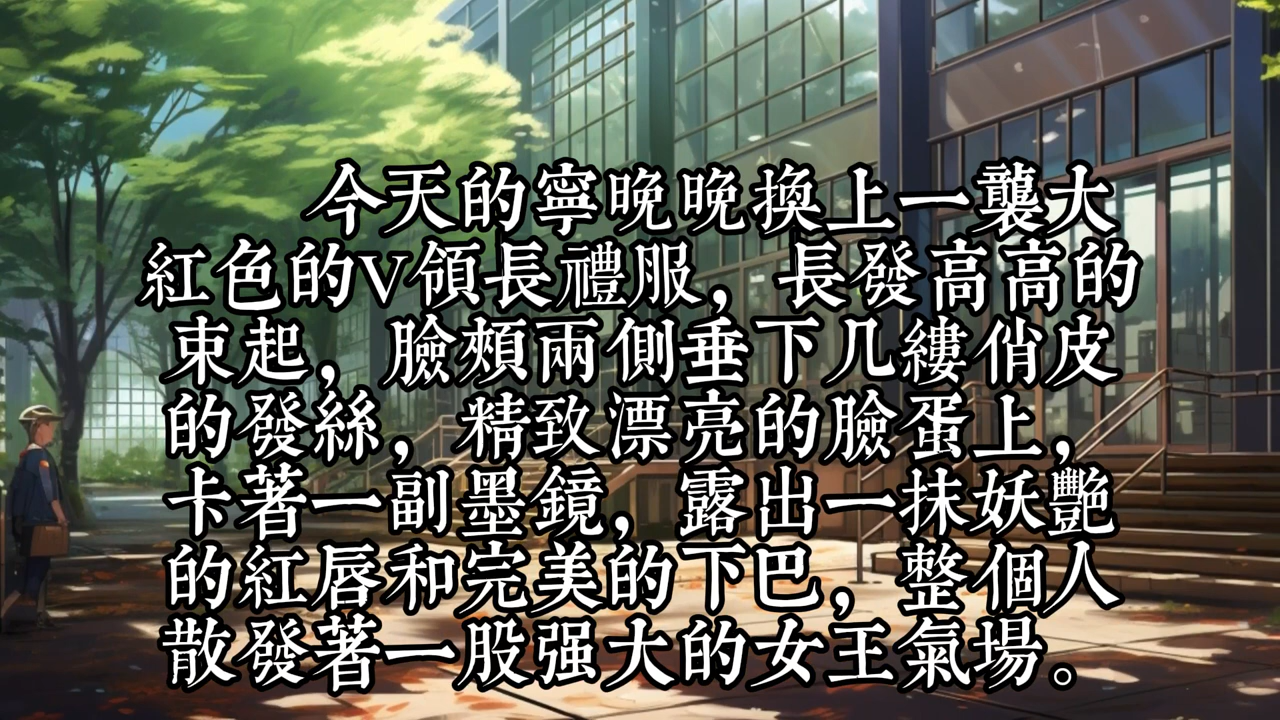 今天的寧晚晚換上一襲大
紅色的V領長禮服，長發高高的
束起，臉頰兩側垂下几縷俏皮
的發絲，精致漂亮的臉蛋上，
卡著一副墨鏡，露出一抹妖艷
的紅唇和完美的下巴，整個人
散發著一股强大的女王氣場。